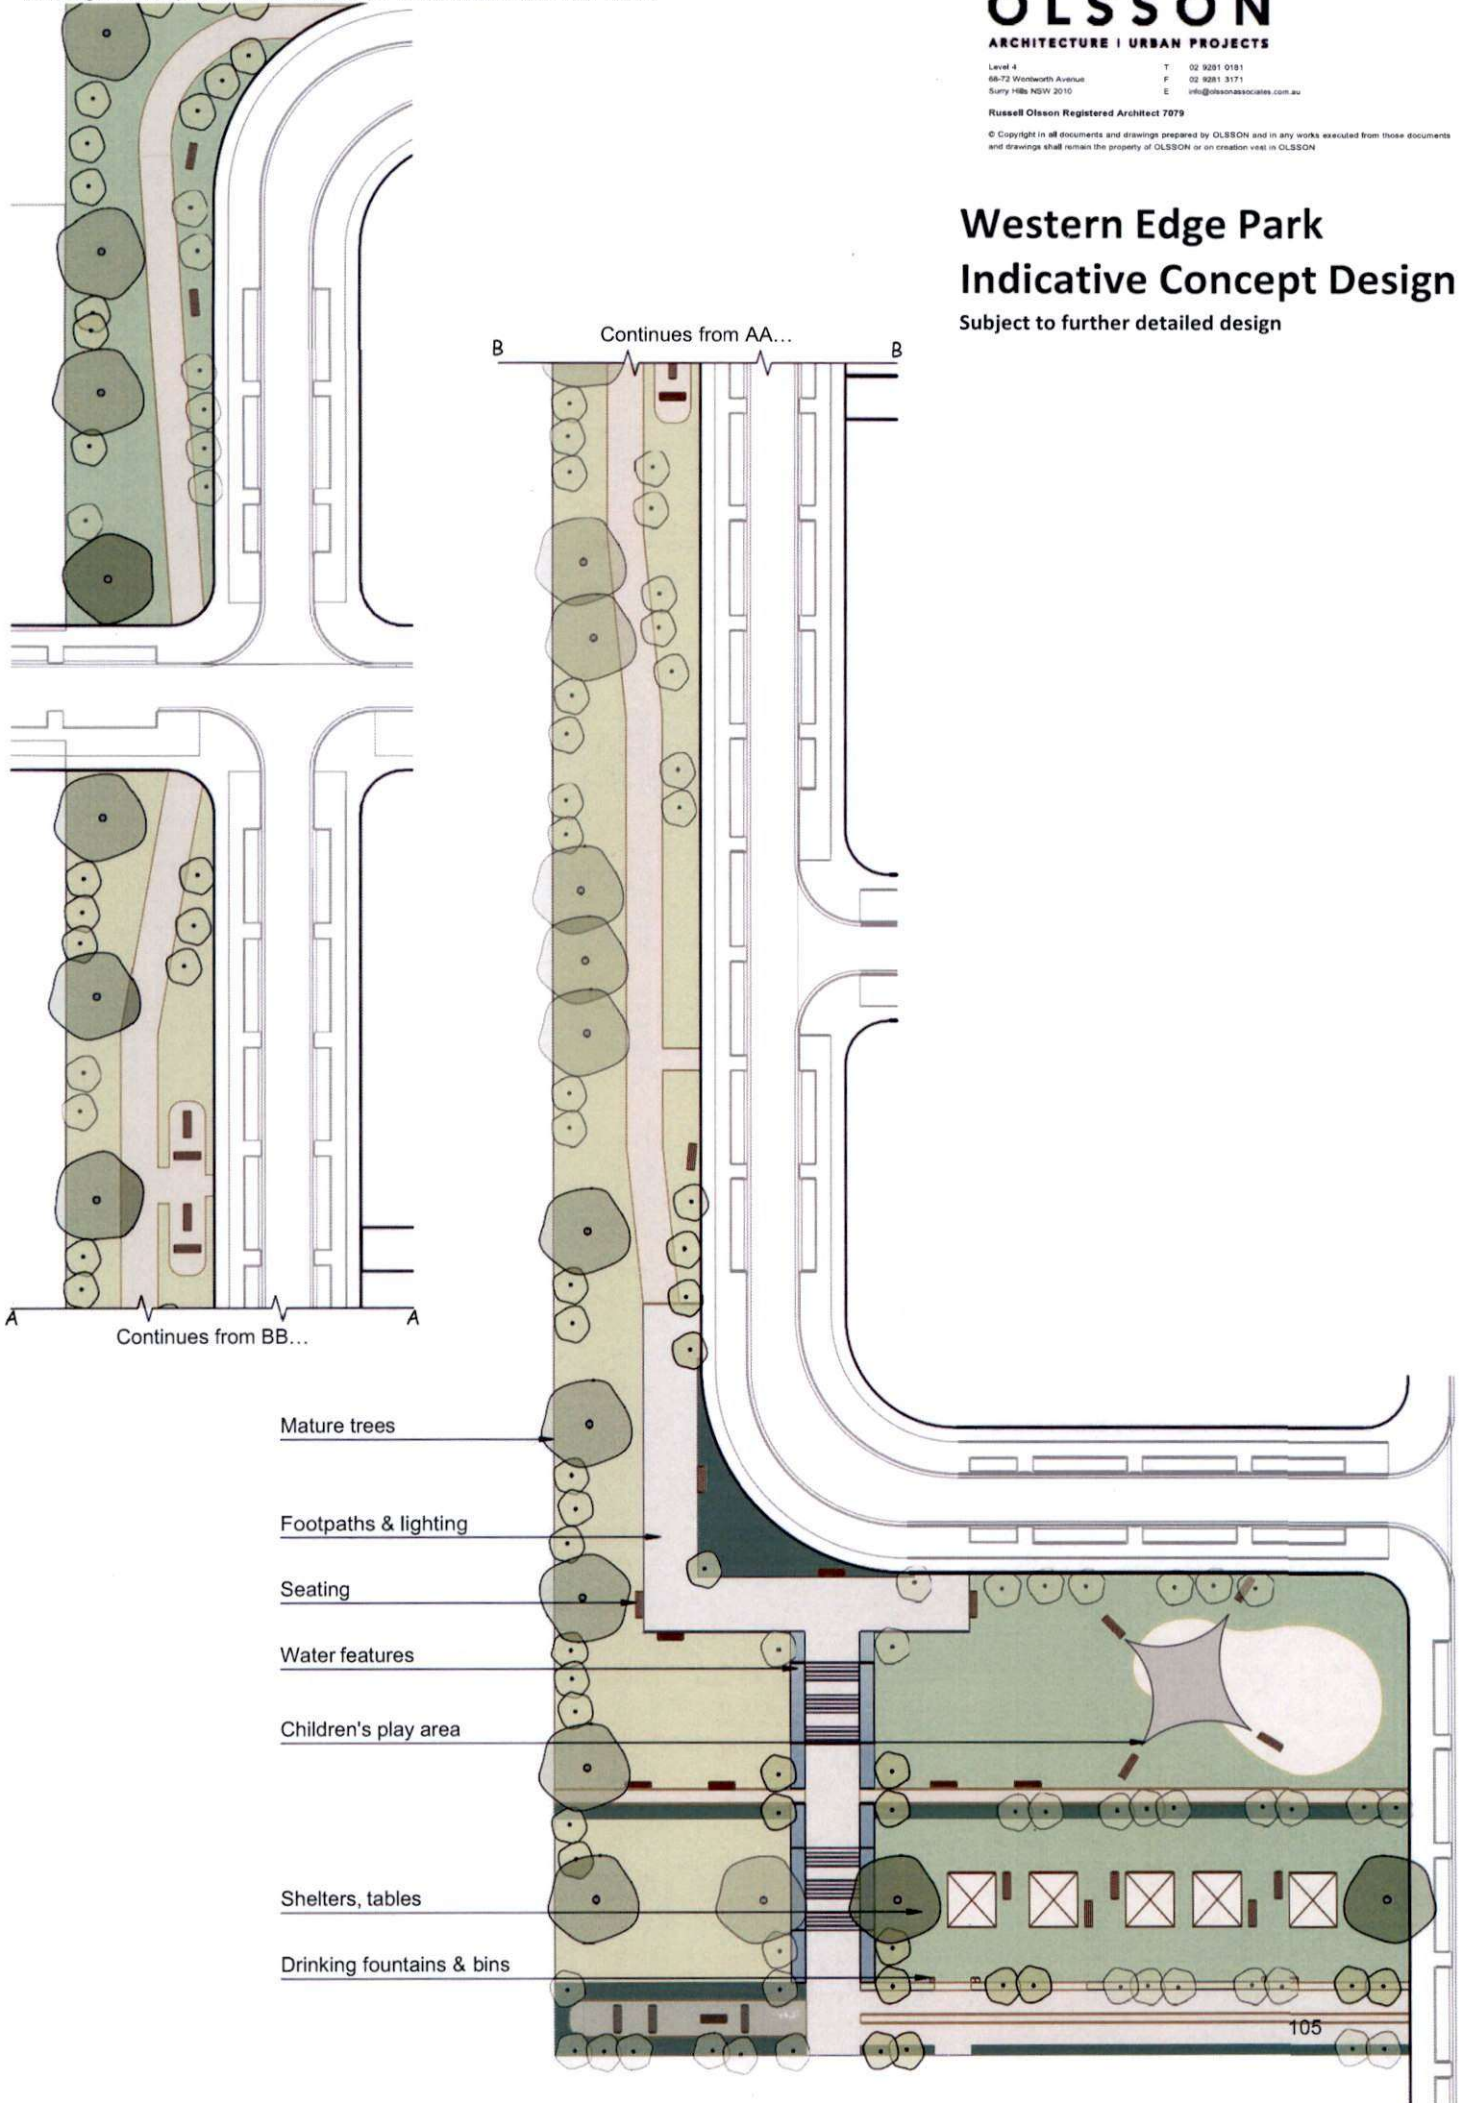 OLSSON
ARCHITECTURE | URBAN PROJECTS
Level 4 T 02 9281 0181
68-72 Wentworth Avenue F 02 9281 3171
Surry Hills NSW 2010 E info@olssonassociates.com.au
Russell Olsson Registered Architect 7079
© Copyright in all documents and drawings prepared by OLSSON and in any works executed from those documents
and drawings shall remain the property of OLSSON or on creation vest in OLSSON
Western Edge Park
Indicative Concept Design
Subject to further detailed design
Continues from AA...
B B
A A
Continues from BB...
Mature trees
Footpaths & lighting
Seating
Water features
Children's play area
Shelters, tables
Drinking fountains & bins
105